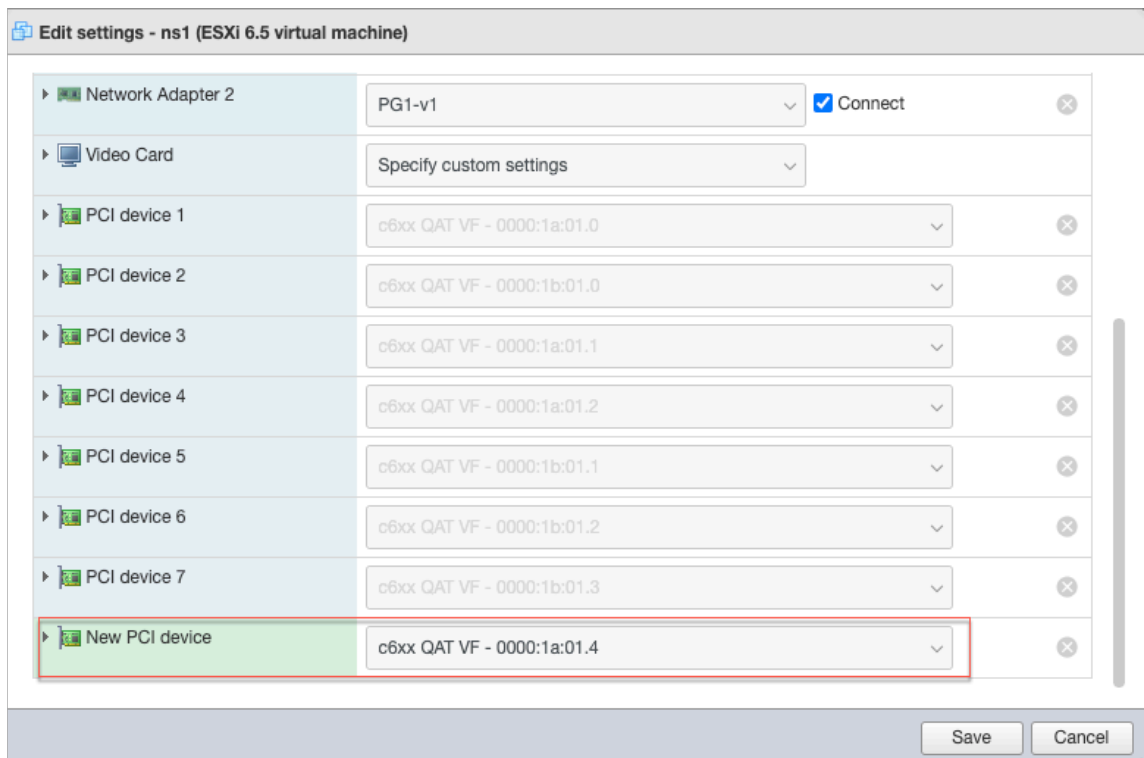 Edit settings - ns1 (ESXi 6.5 virtual machine)
Network Adapter 2 PG1-v1 Connect
Video Card Specify custom settings
PCI device 1 c6xx QAT VF - 0000:1a:01.0
PCI device 2 c6xx QAT VF - 0000:1b:01.0
PCI device 3 c6xx QAT VF - 0000:1a:01.1
PCI device 4 c6xx QAT VF - 0000:1a:01.2
PCI device 5 c6xx QAT VF - 0000:1b:01.1
PCI device 6 c6xx QAT VF - 0000:1b:01.2
PCI device 7 c6xx QAT VF - 0000:1b:01.3
New PCI device c6xx QAT VF - 0000:1a:01.4
Save Cancel